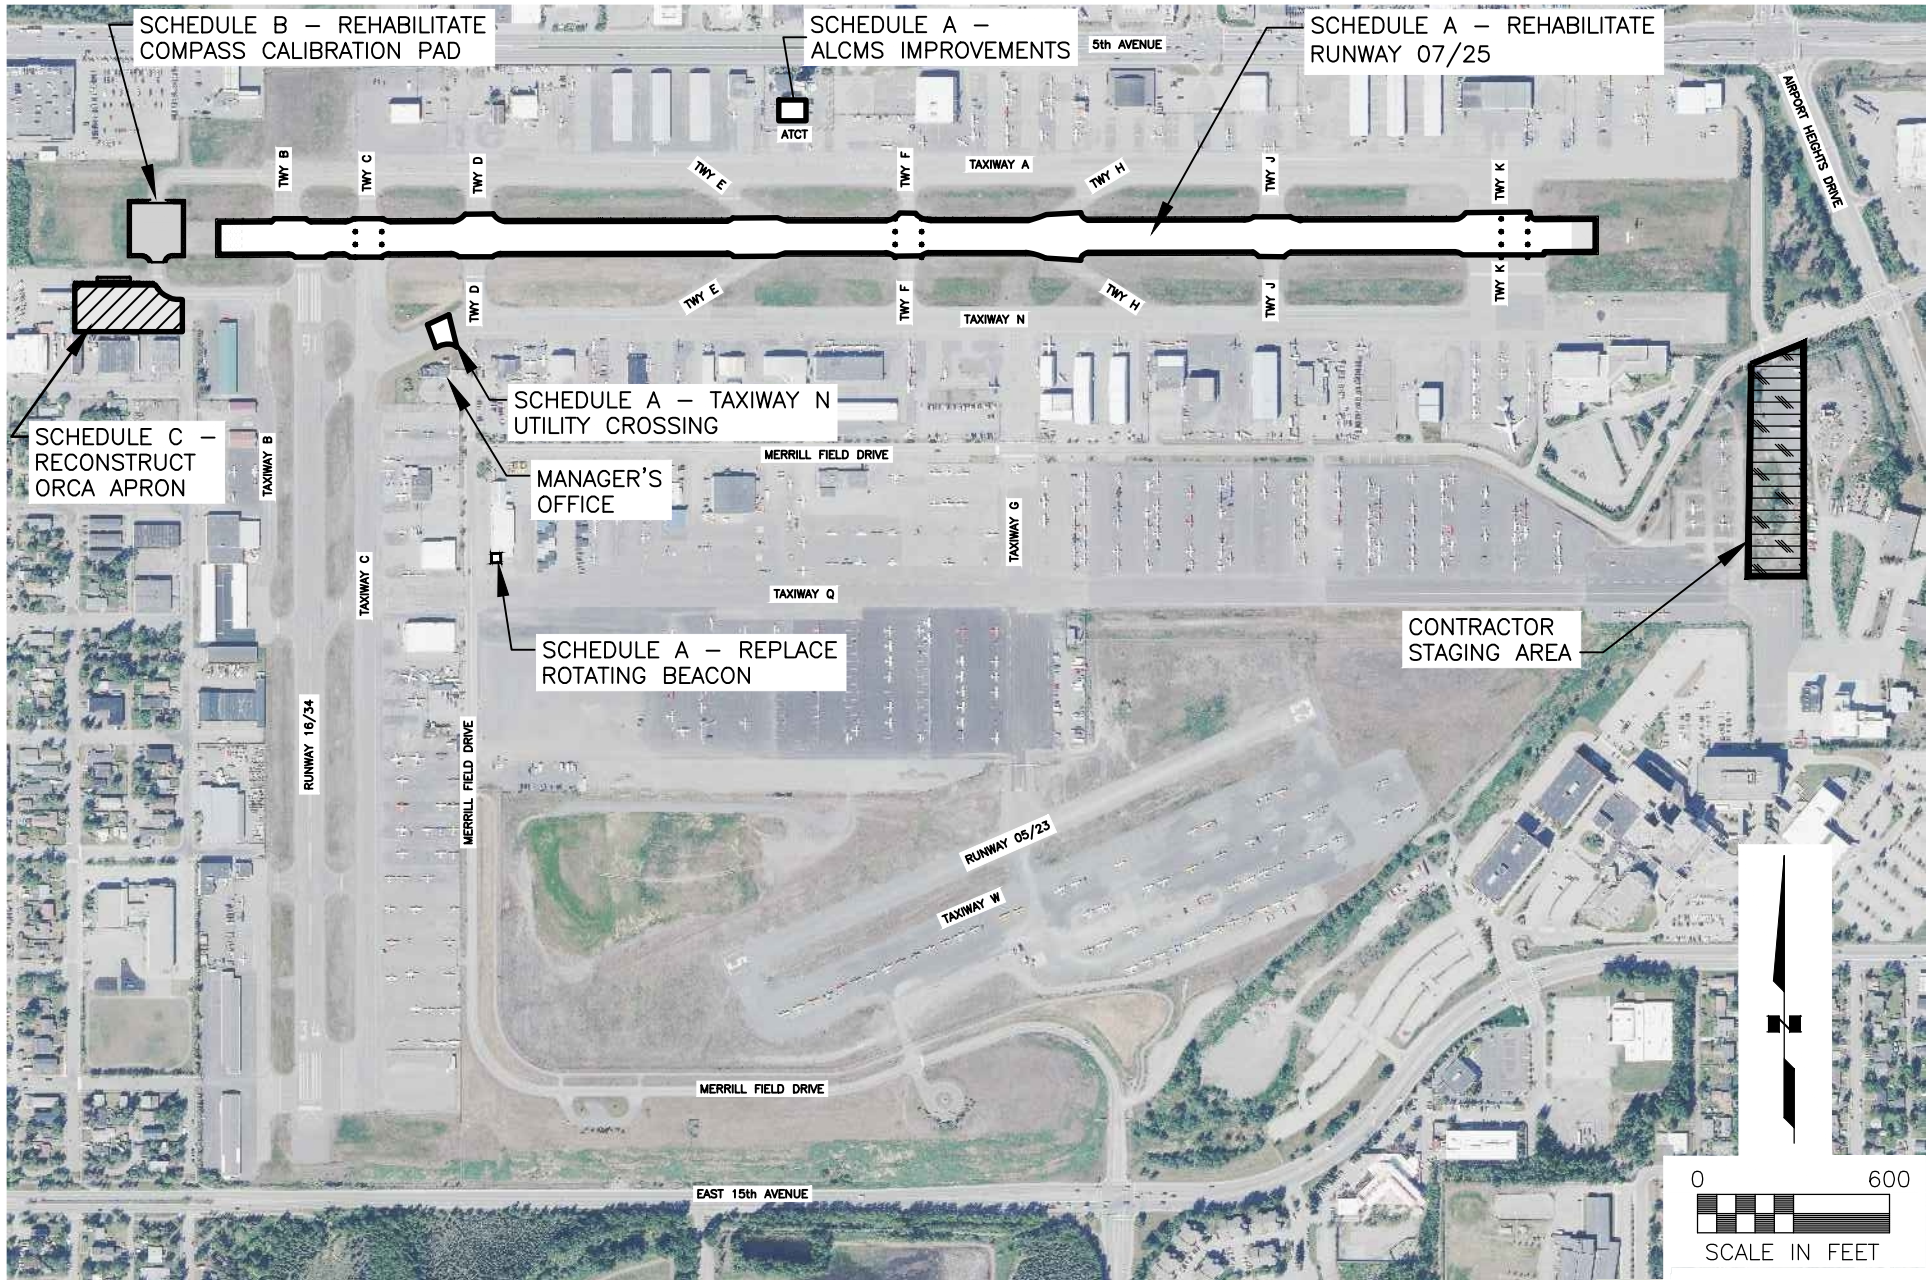 SCHEDULE B – REHABILITATE
COMPASS CALIBRATION PAD
SCHEDULE A –
ALCMS IMPROVEMENTS
5th AVENUE
SCHEDULE A – REHABILITATE
RUNWAY 07/25
AIRPORT HEIGHTS DRIVE
ATCT
TWY B
TWY C
TWY D
TWY E
TWY F
TAXIWAY A
TWY H
TWY J
TWY K
TWY D
TWY E
TWY F
TAXIWAY N
TWY H
TWY J
TWY K
SCHEDULE A – TAXIWAY N
UTILITY CROSSING
SCHEDULE C –
RECONSTRUCT
ORCA APRON
TAXIWAY B
MERRILL FIELD DRIVE
MANAGER'S
OFFICE
TAXIWAY G
TAXIWAY C
TAXIWAY Q
SCHEDULE A – REPLACE
ROTATING BEACON
CONTRACTOR
STAGING AREA
RUNWAY 16/34
MERRILL FIELD DRIVE
RUNWAY 05/23
TAXIWAY W
5
34
MERRILL FIELD DRIVE
EAST 15th AVENUE
N
0 600
SCALE IN FEET